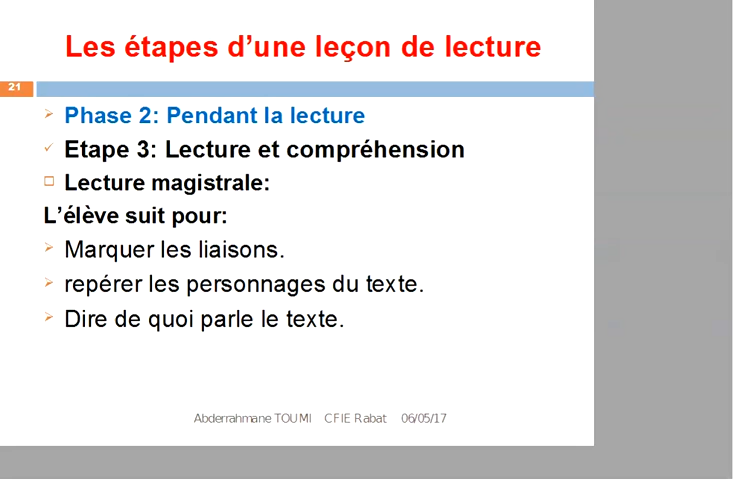 Les étapes d’une leçon de lecture
21
Phase 2: Pendant la lecture
Etape 3: Lecture et compréhension
Lecture magistrale:
L’élève suit pour:
Marquer les liaisons.
repérer les personnages du texte.
Dire de quoi parle le texte.
Abderrahmane TOUMI CFIE Rabat 06/05/17